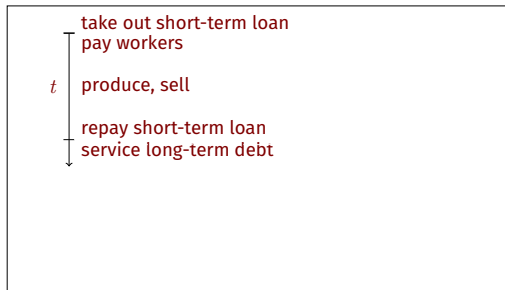 take out short-term loan
pay workers
t
produce, sell
repay short-term loan
service long-term debt